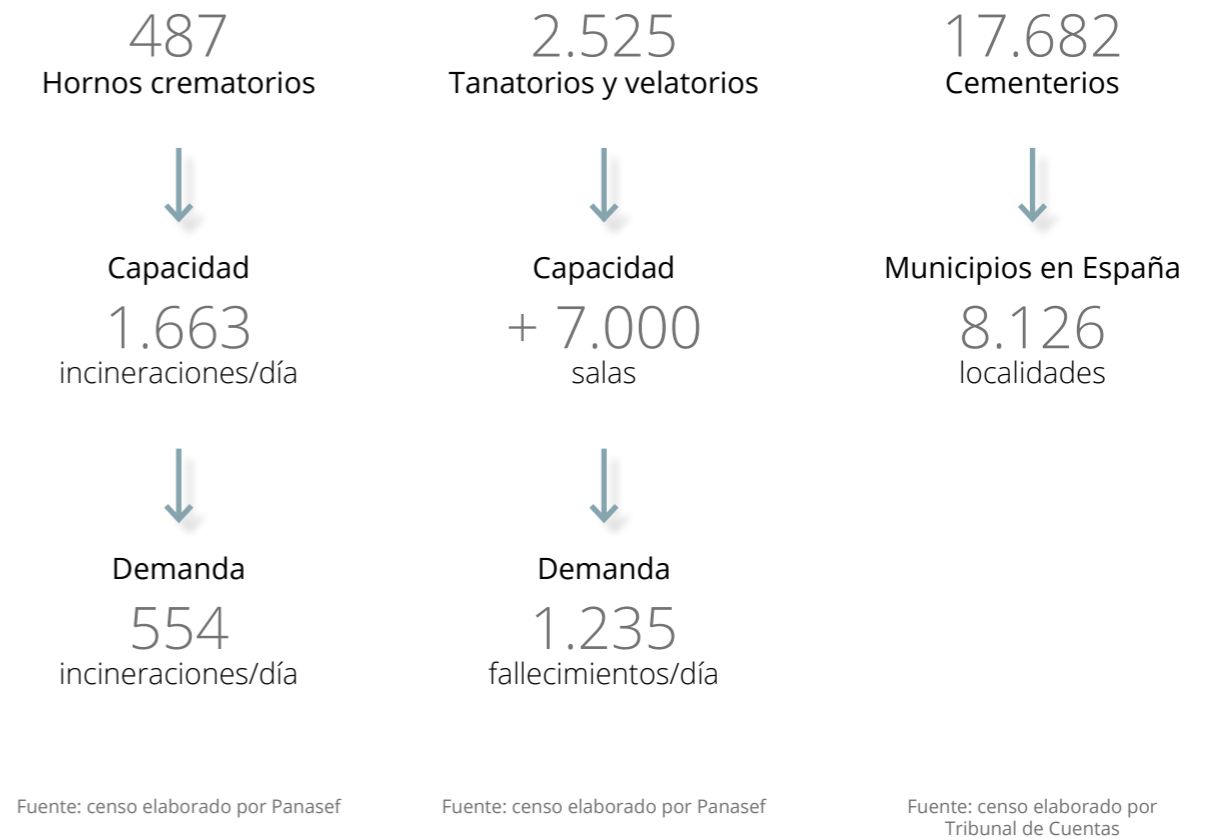 487
Hornos crematorios
Capacidad
1.663
incineraciones/día
Demanda
554
incineraciones/día
Fuente: censo elaborado por Panasef
2.525
Tanatorios y velatorios
Capacidad
+ 7.000
salas
Demanda
1.235
fallecimientos/día
Fuente: censo elaborado por Panasef
17.682
Cementerios
Municipios en España
8.126
localidades
Fuente: censo elaborado por
Tribunal de Cuentas